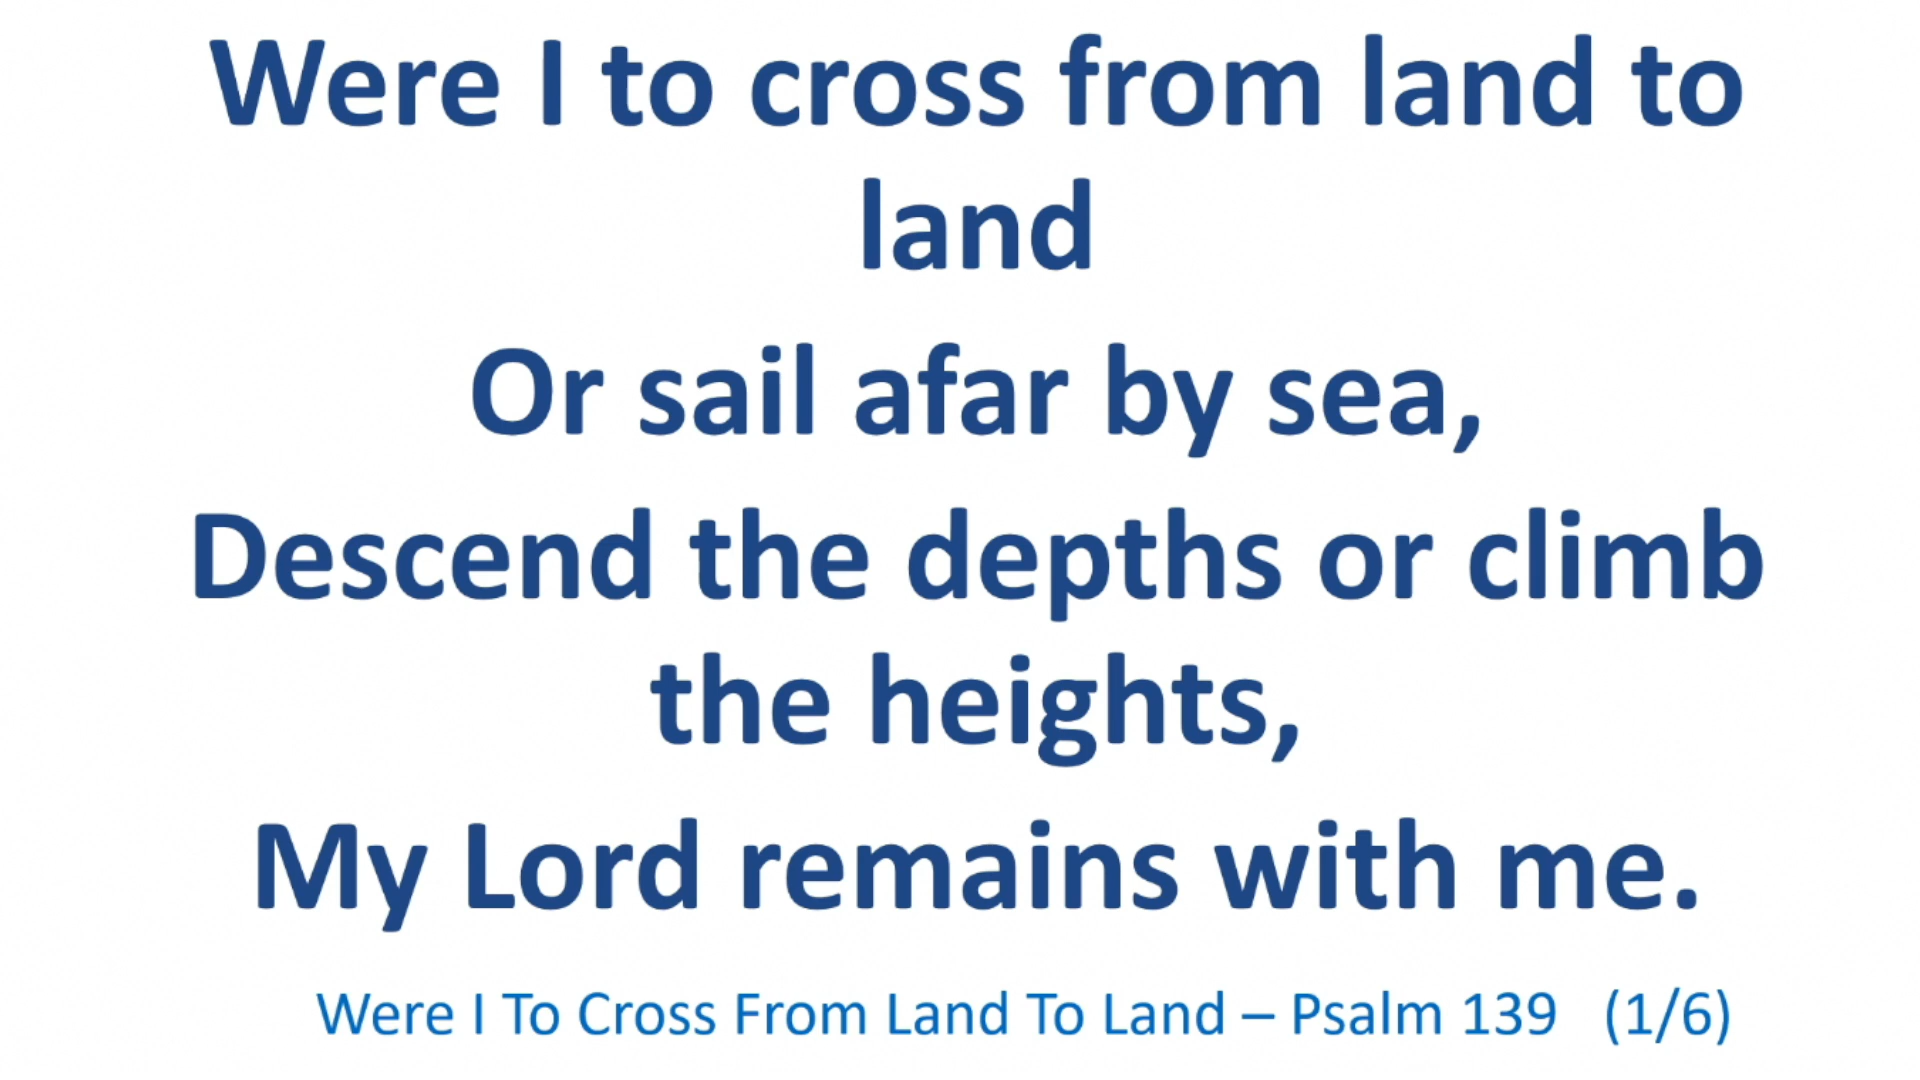 Were I to cross from land to
land
Or sail afar by sea,
Descend the depths or climb
the heights,
My Lord remains with me.
Were I To Cross From Land To Land – Psalm 139 (1/6)